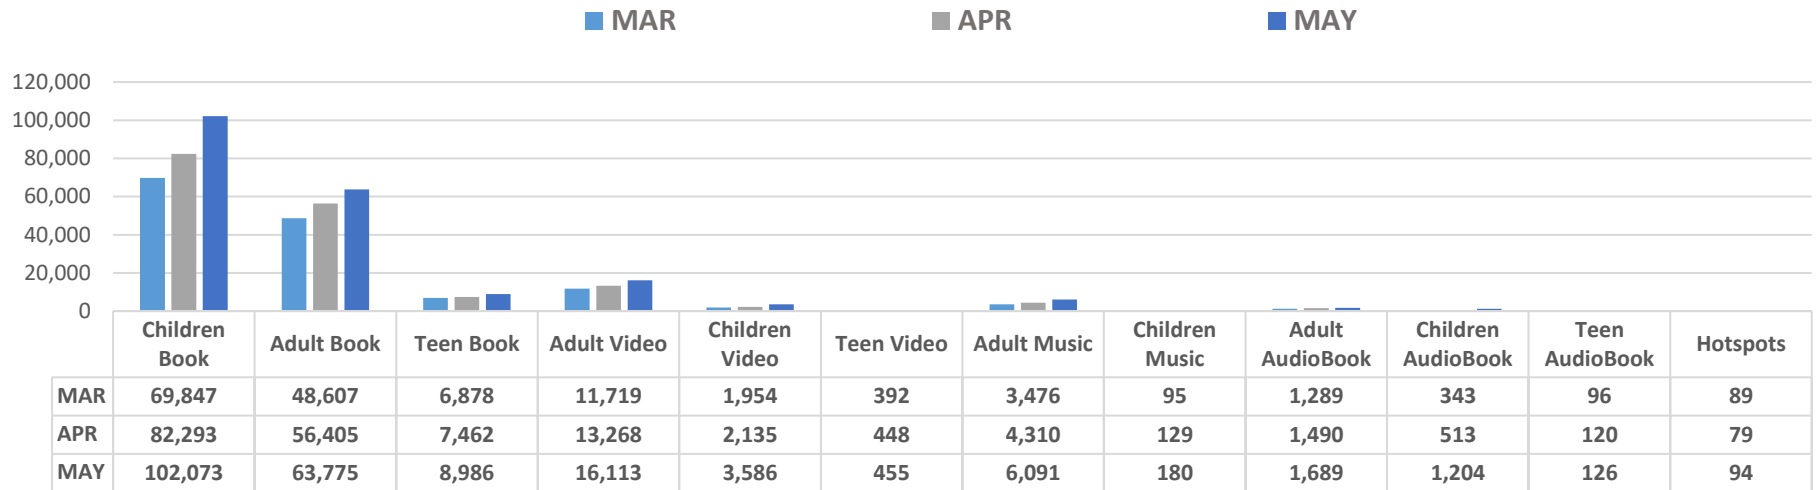 MAR APR MAY
120,000
100,000
80,000
60,000
40,000
20,000
0
Children Book Adult Book Teen Book Adult Video Children Video Teen Video Adult Music Children Music Adult AudioBook Children AudioBook Teen AudioBook Hotspots
MAR 69,847 48,607 6,878 11,719 1,954 392 3,476 95 1,289 343 96 89
APR 82,293 56,405 7,462 13,268 2,135 448 4,310 129 1,490 513 120 79
MAY 102,073 63,775 8,986 16,113 3,586 455 6,091 180 1,689 1,204 126 94